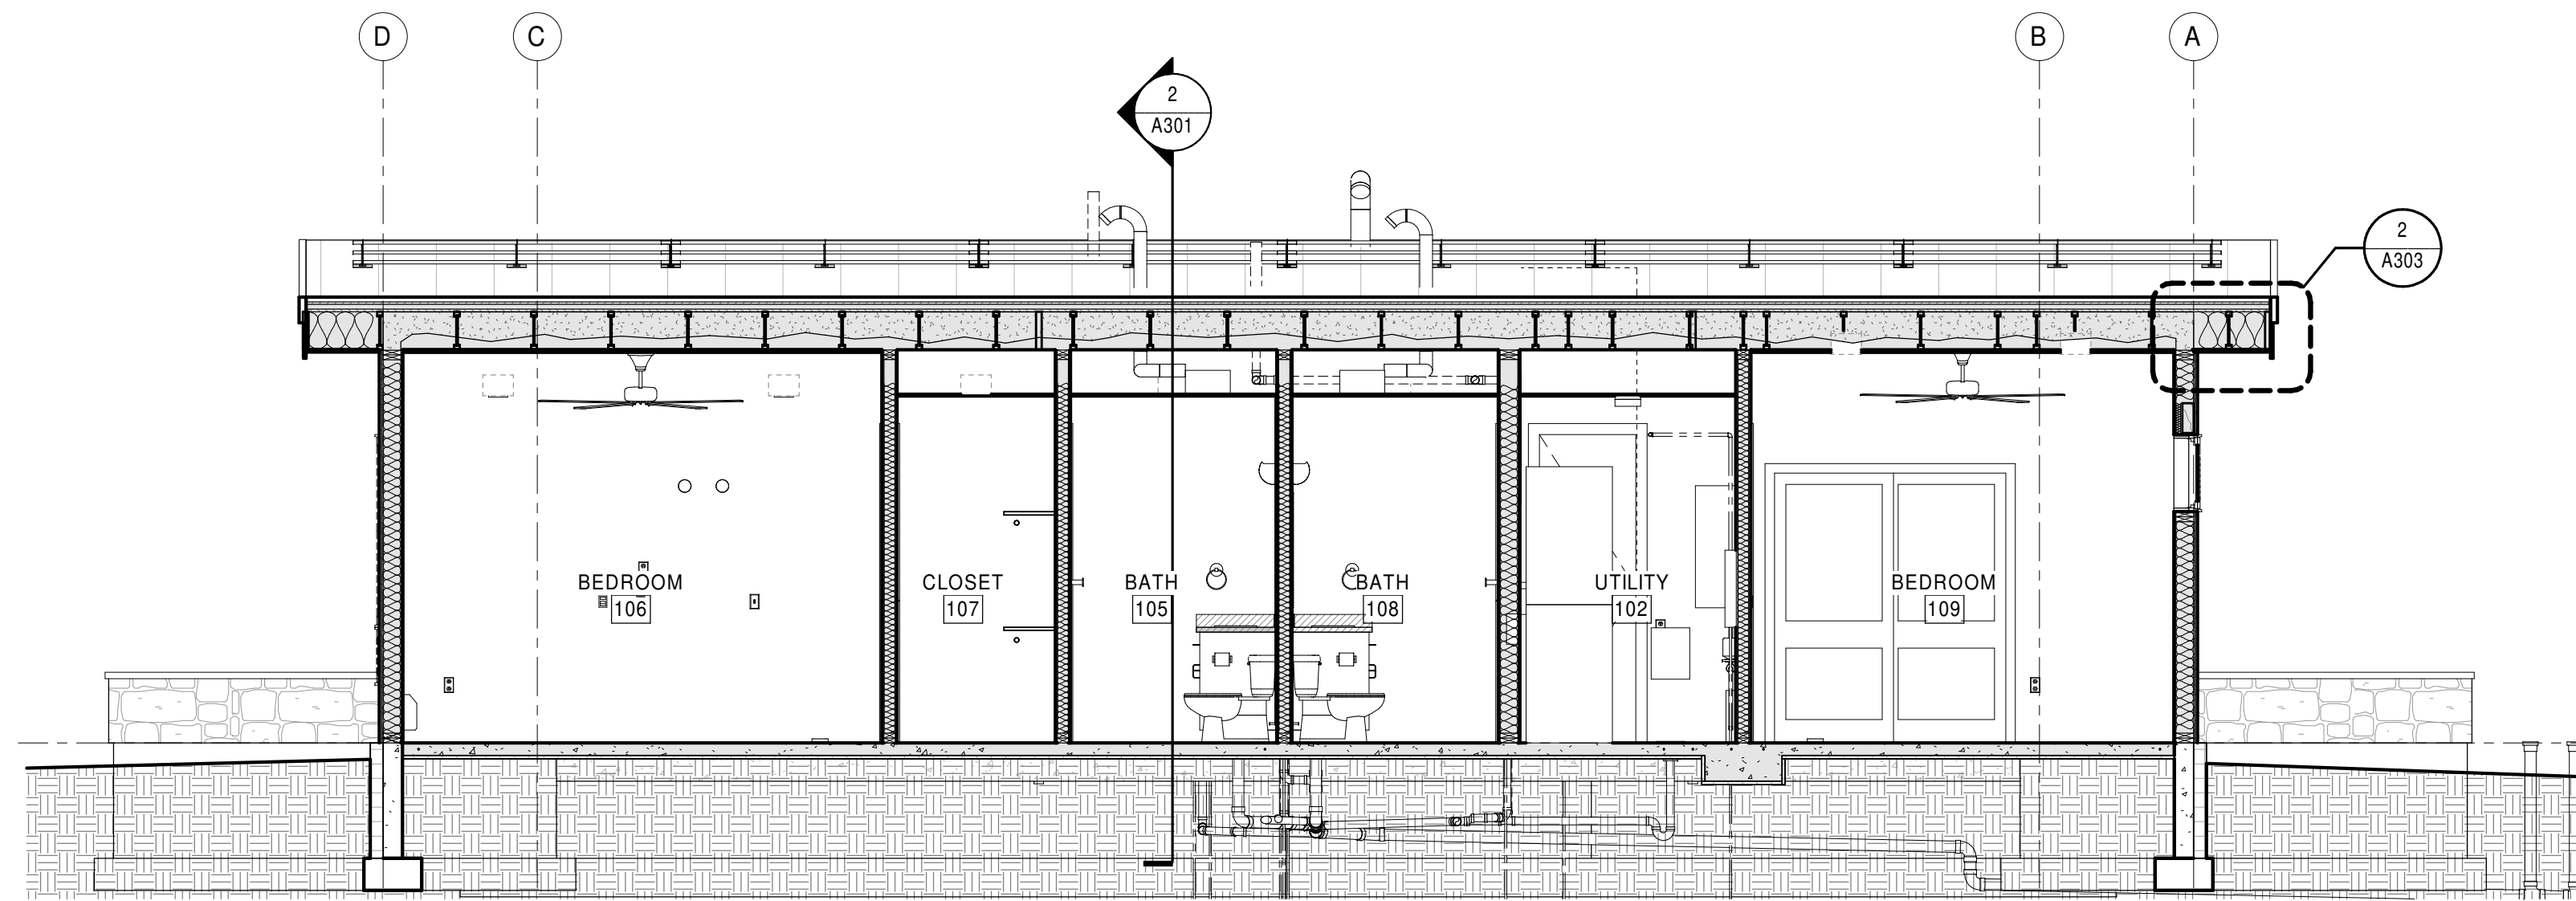 D
C
B
A
2
A301
2
A303
BEDROOM
106
CLOSET
107
BATH
105
BATH
108
UTILITY
102
BEDROOM
109